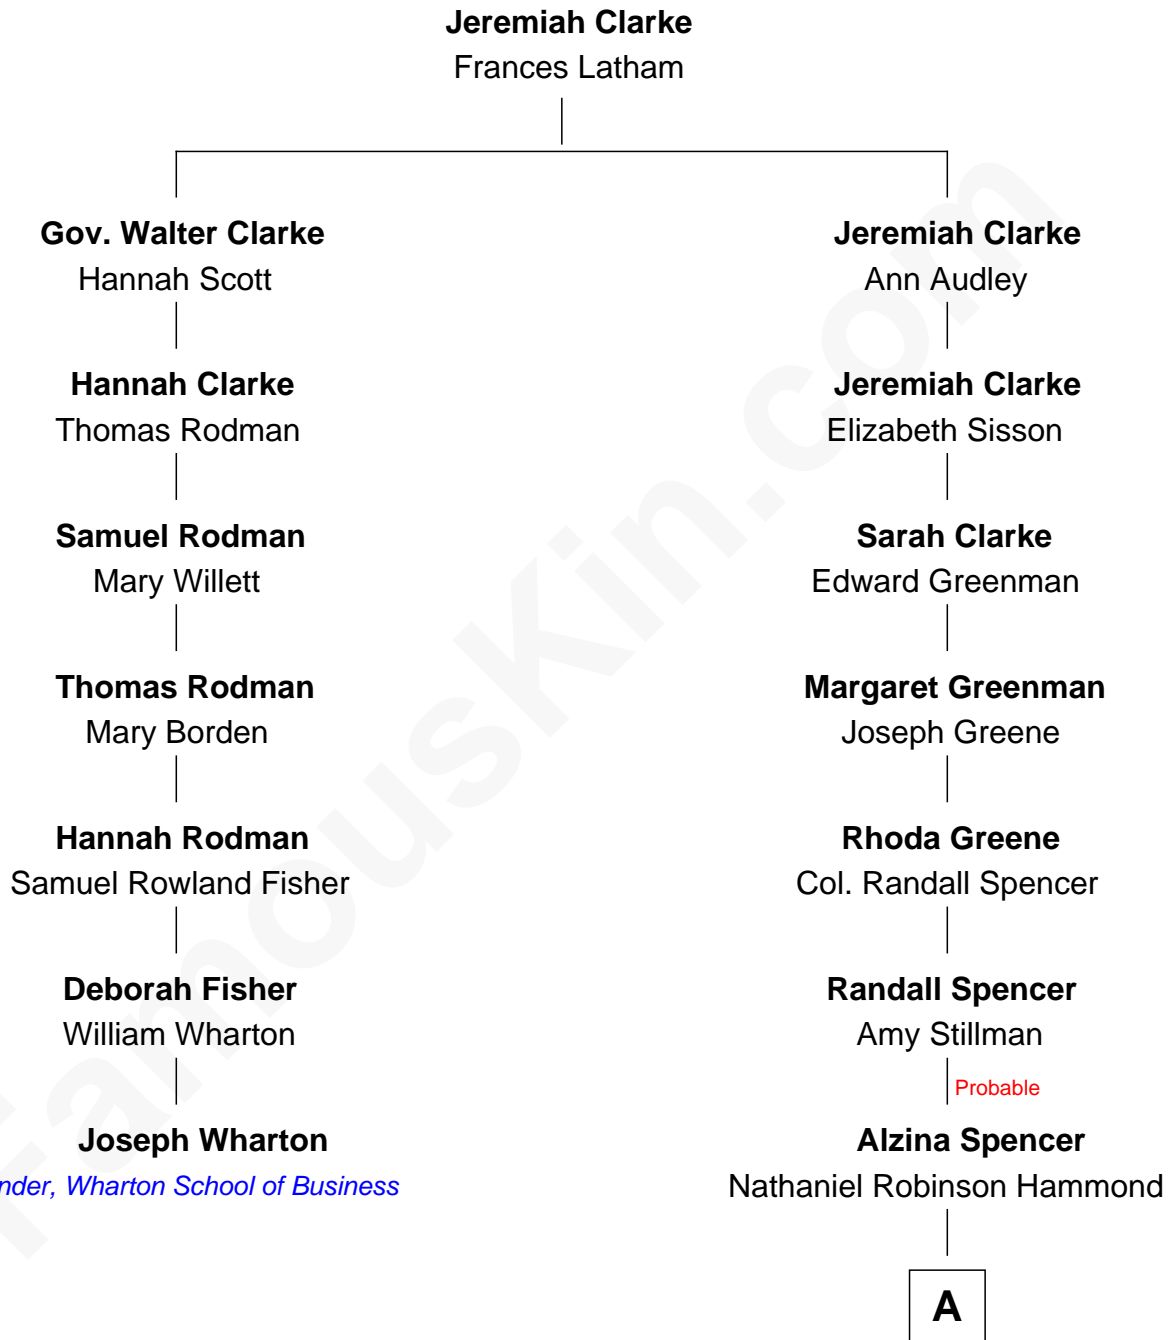 Jeremiah Clarke
Frances Latham
Gov. Walter Clarke
Hannah Scott
Hannah Clarke
Thomas Rodman
Samuel Rodman
Mary Willett
Thomas Rodman
Mary Borden
Hannah Rodman
Samuel Rowland Fisher
Deborah Fisher
William Wharton
Joseph Wharton
nder, Wharton School of Business
Jeremiah Clarke
Ann Audley
Jeremiah Clarke
Elizabeth Sisson
Sarah Clarke
Edward Greenman
Margaret Greenman
Joseph Greene
Rhoda Greene
Col. Randall Spencer
Randall Spencer
Amy Stillman
Probable
Alzina Spencer
Nathaniel Robinson Hammond
A
FamousKin.com